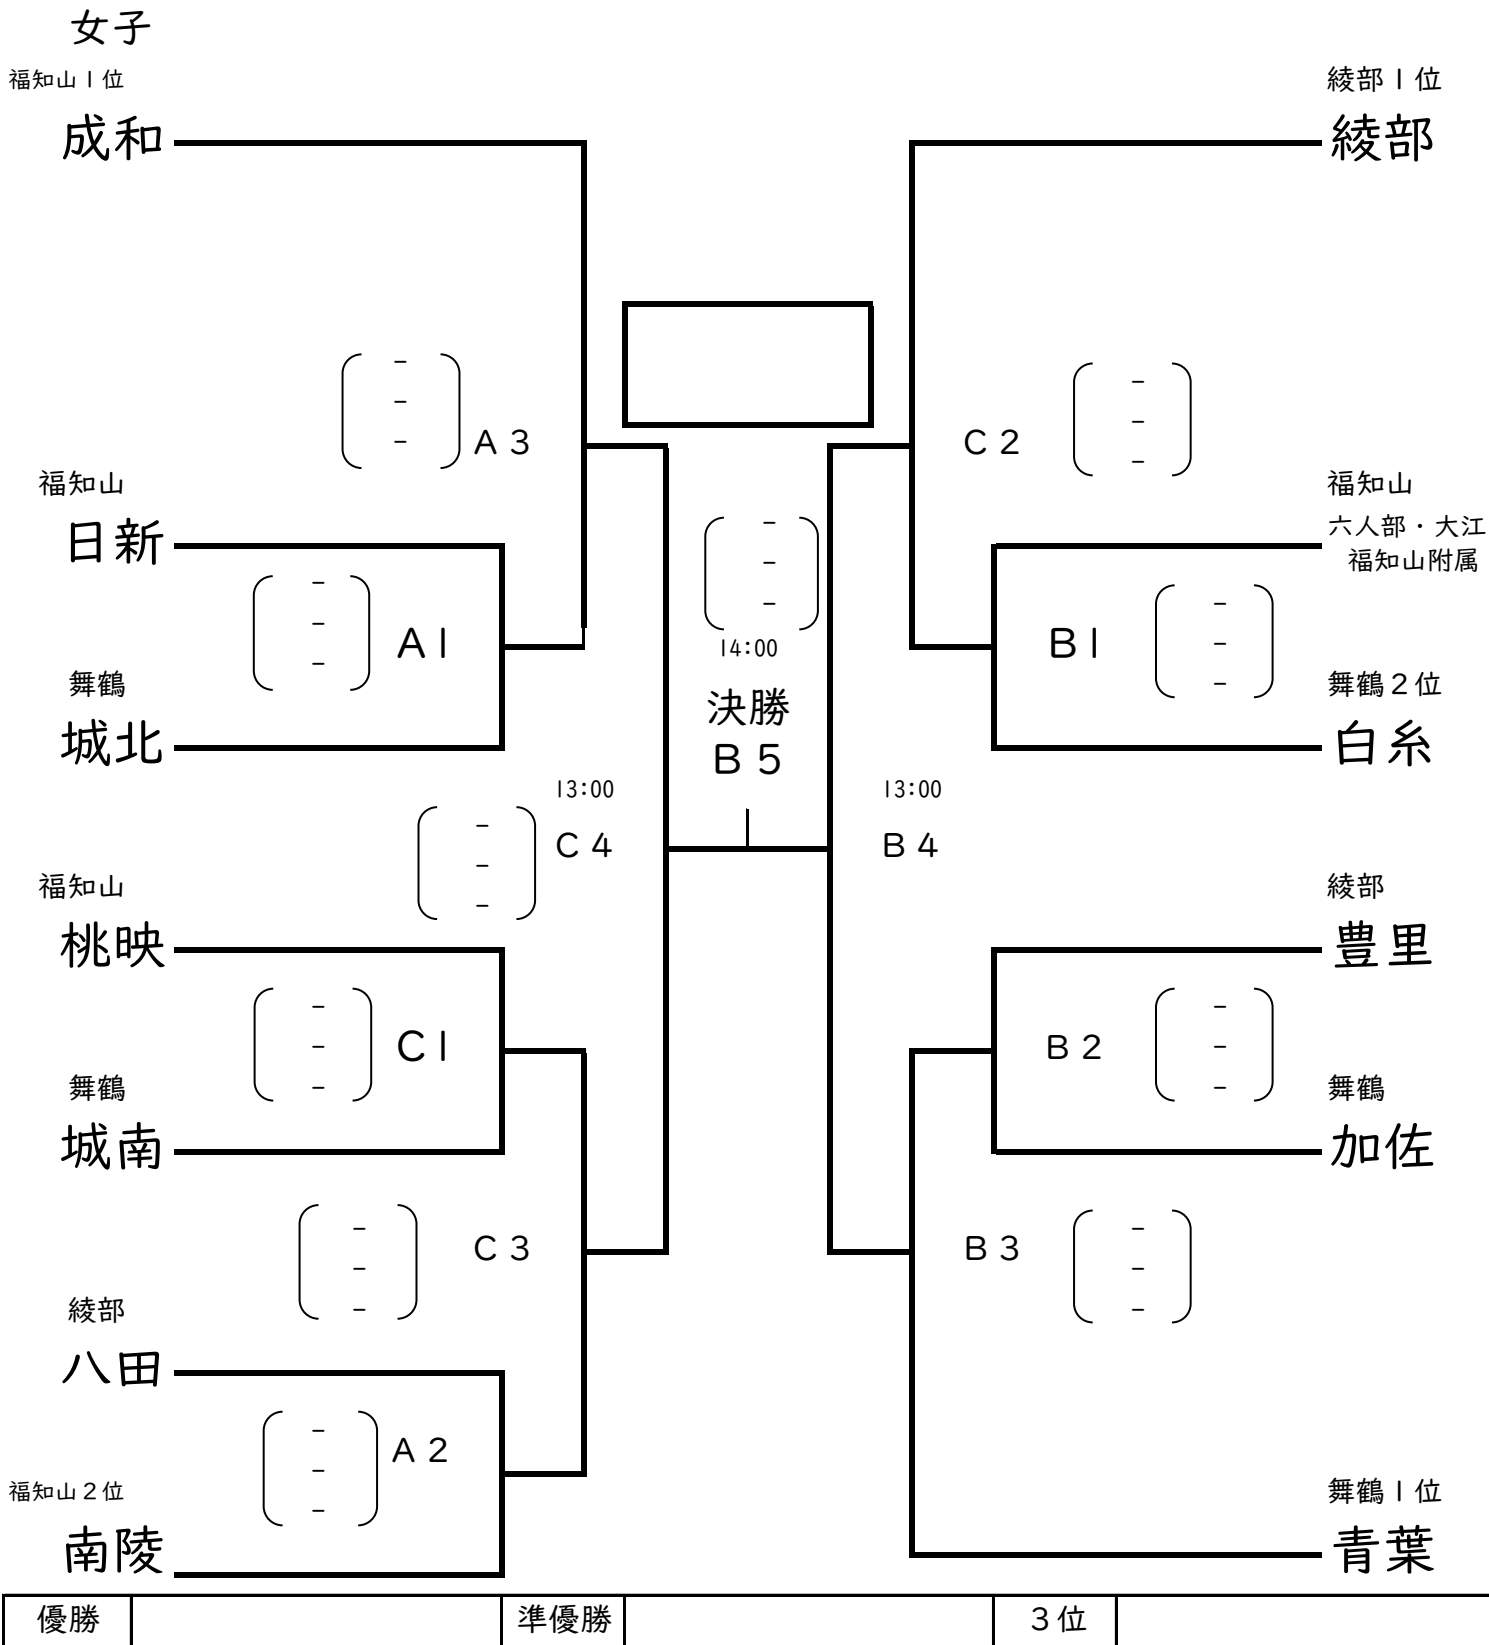 女子
福知山1位
成和
綾部1位
綾部
-
-
-
A3
C2
-
-
-
福知山
日新
福知山
六人部・大江
福知山附属
-
-
-
A1
-
-
-
14:00
決勝
B5
B1
-
-
-
舞鶴
城北
舞鶴2位
白糸
13:00
C4
-
-
-
13:00
B4
福知山
桃映
綾部
豊里
-
-
-
C1
B2
-
-
-
舞鶴
城南
舞鶴
加佐
-
-
-
C3
B3
-
-
-
綾部
八田
-
-
-
A2
福知山2位
南陵
舞鶴1位
青葉
優勝
準優勝
3位